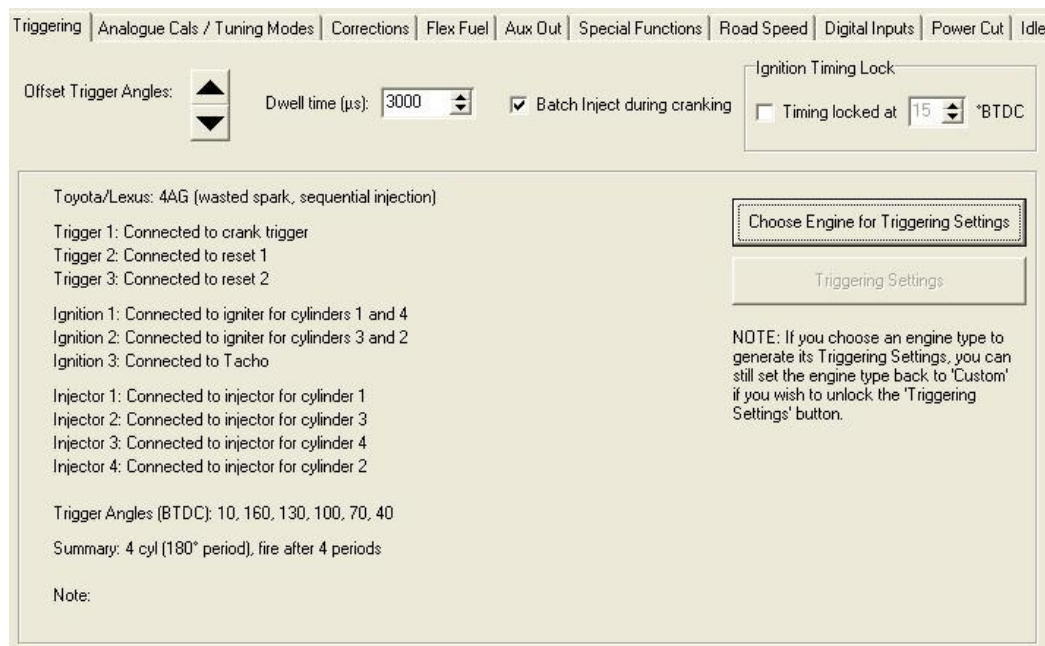 Triggering
Analogue Cals / Tuning Modes
Corrections
Flex Fuel
Aux Out
Special Functions
Road Speed
Digital Inputs
Power Cut
Idle
Offset Trigger Angles:
Dwell time (µs): 3000
Batch Inject during cranking
Ignition Timing Lock
Timing locked at 15 °BTDC
Toyota/Lexus: 4AG (wasted spark, sequential injection)
Trigger 1: Connected to crank trigger
Trigger 2: Connected to reset 1
Trigger 3: Connected to reset 2
Ignition 1: Connected to igniter for cylinders 1 and 4
Ignition 2: Connected to igniter for cylinders 3 and 2
Ignition 3: Connected to Tacho
Injector 1: Connected to injector for cylinder 1
Injector 2: Connected to injector for cylinder 3
Injector 3: Connected to injector for cylinder 4
Injector 4: Connected to injector for cylinder 2
Trigger Angles (BTDC): 10, 160, 130, 100, 70, 40
Summary: 4 cyl (180° period), fire after 4 periods
Note:
Choose Engine for Triggering Settings
Triggering Settings
NOTE: If you choose an engine type to
generate its Triggering Settings, you can
still set the engine type back to 'Custom'
if you wish to unlock the 'Triggering
Settings' button.